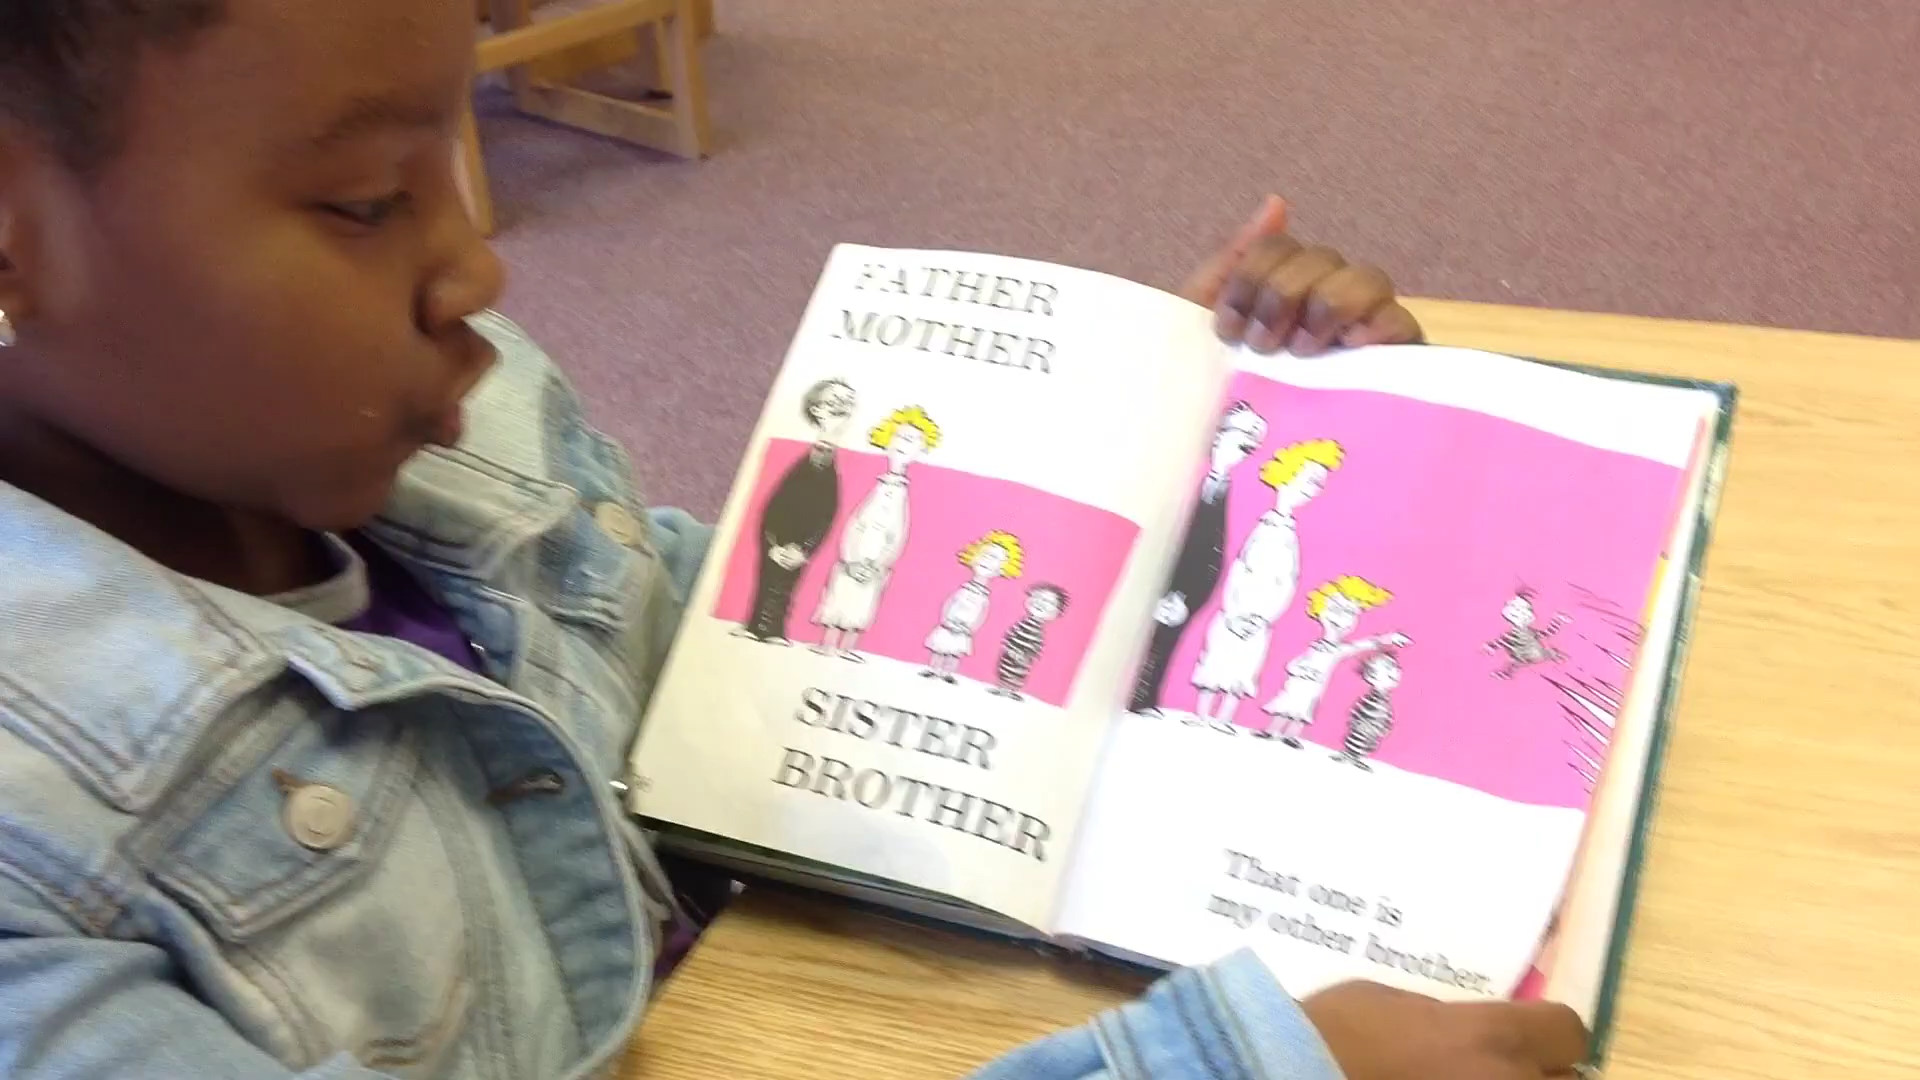 FATHER
MOTHER
SISTER
BROTHER
That one is
my other brother.